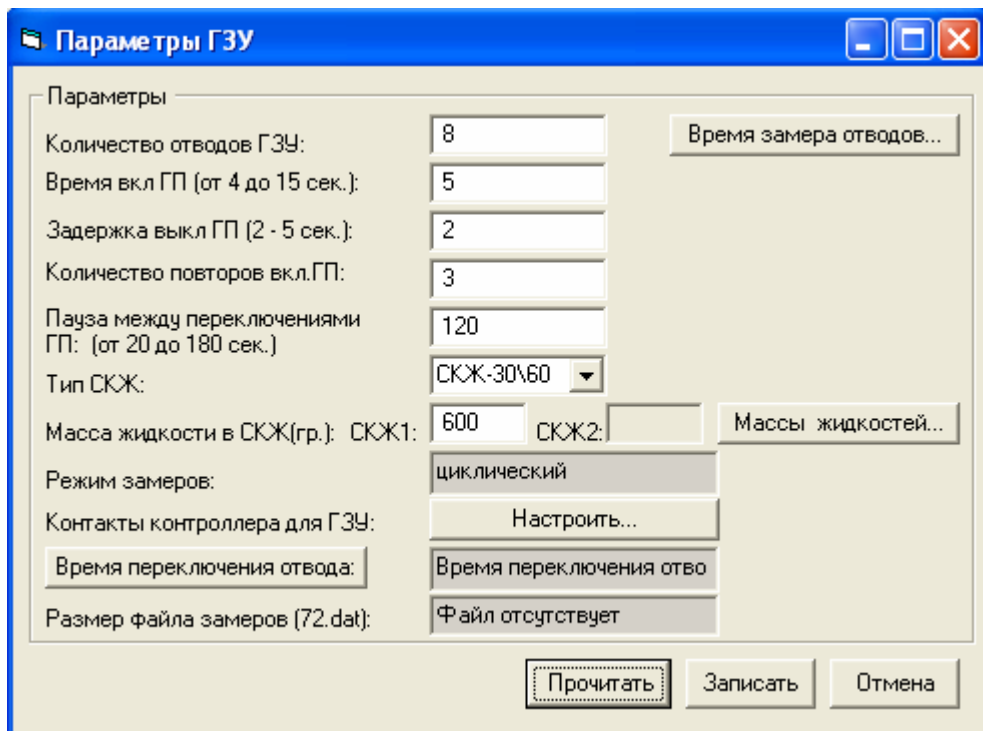 Параметры ГЗУ
Параметры
Количество отводов ГЗУ: 8 Время замера отводов...
Время вкл ГП (от 4 до 15 сек.): 5
Задержка выкл ГП (2 - 5 сек.): 2
Количество повторов вкл.ГП: 3
Пауза между переключениями
ГП: (от 20 до 180 сек.) 120
Тип СКЖ: СКЖ-30\60
Масса жидкости в СКЖ(гр.): СКЖ1: 600 СКЖ2: Массы жидкостей...
Режим замеров: циклический
Контакты контроллера для ГЗУ: Настроить...
Время переключения отвода: Время переключения отво
Размер файла замеров (72.dat): Файл отсутствует
Прочитать Записать Отмена